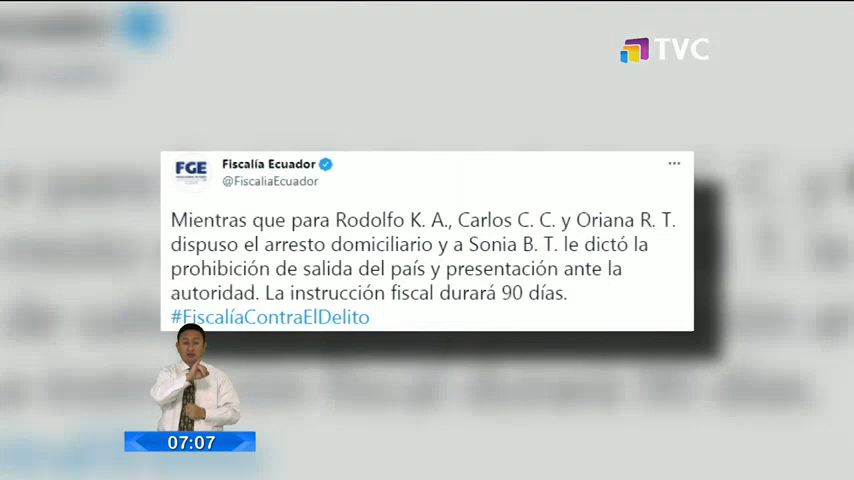 TVC
FGE
Fiscalía Ecuador
@FiscaliaEcuador
Mientras que para Rodolfo K. A., Carlos C. C. y Oriana R. T.
dispuso el arresto domiciliario y a Sonia B. T. le dictó la
prohibición de salida del país y presentación ante la
autoridad. La instrucción fiscal durará 90 días.
#FiscalíaContraElDelito
07:07